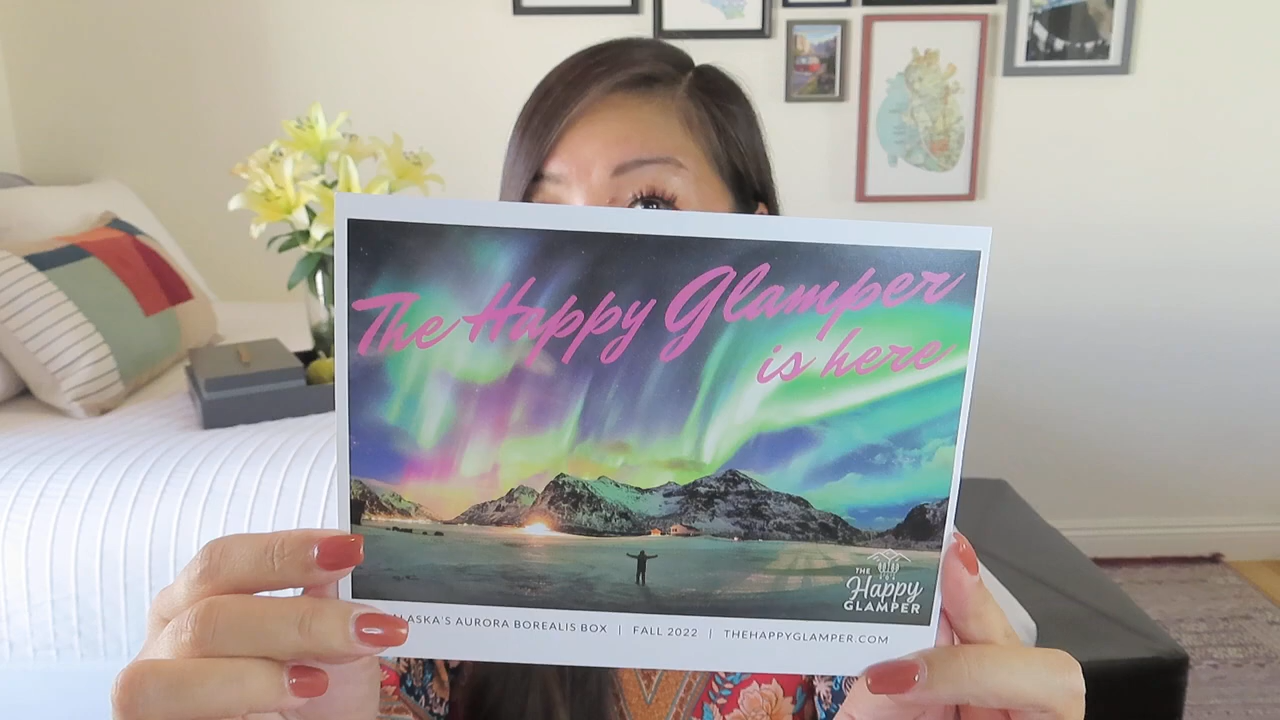 The Happy Glamper
is here
THE
Happy
GLAMPER
ALASKA'S AURORA BOREALIS BOX | FALL 2022 | THEHAPPYGLAMPER.COM